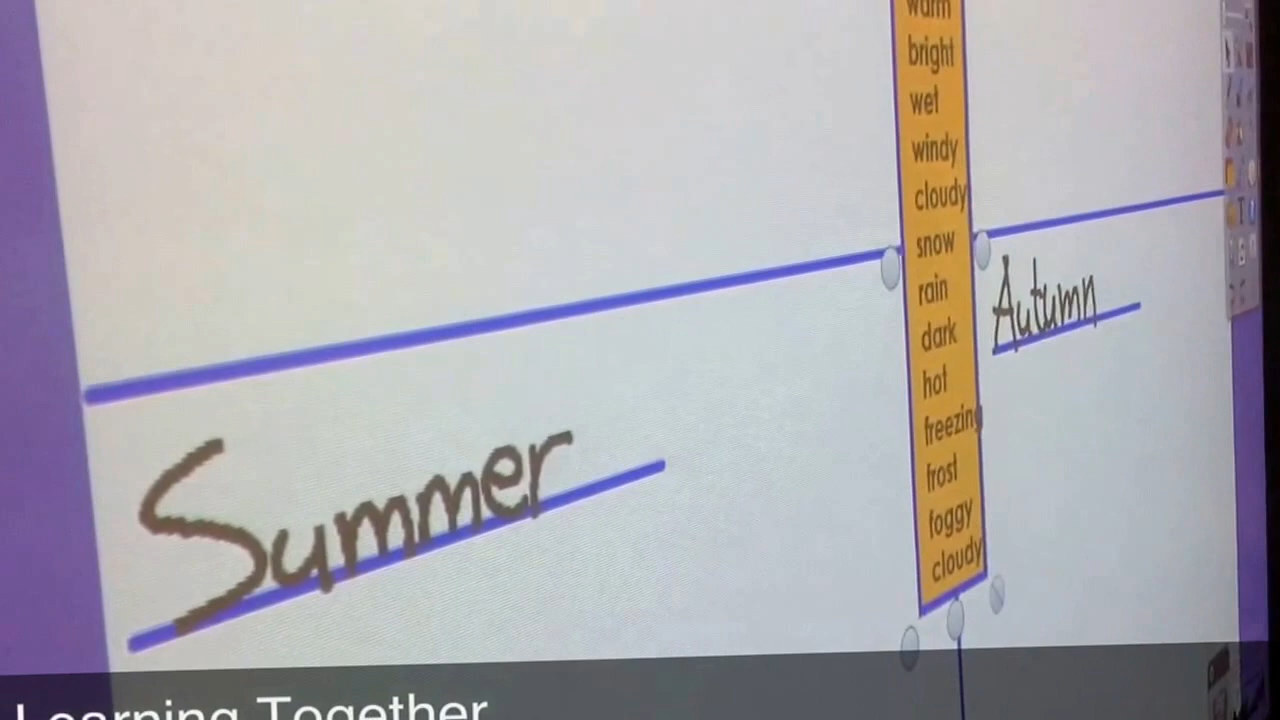 warm
bright
wet
windy
cloudy
snow
rain
dark
hot
freezing
frost
foggy
cloudy
Autumn
Summer
Learning Together